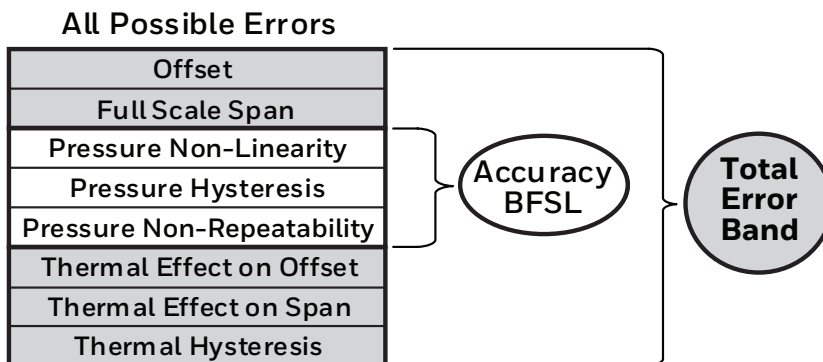 All Possible Errors
Offset
Full Scale Span
Pressure Non-Linearity
Pressure Hysteresis
Pressure Non-Repeatability
Thermal Effect on Offset
Thermal Effect on Span
Thermal Hysteresis
Accuracy
BFSL
Total
Error
Band